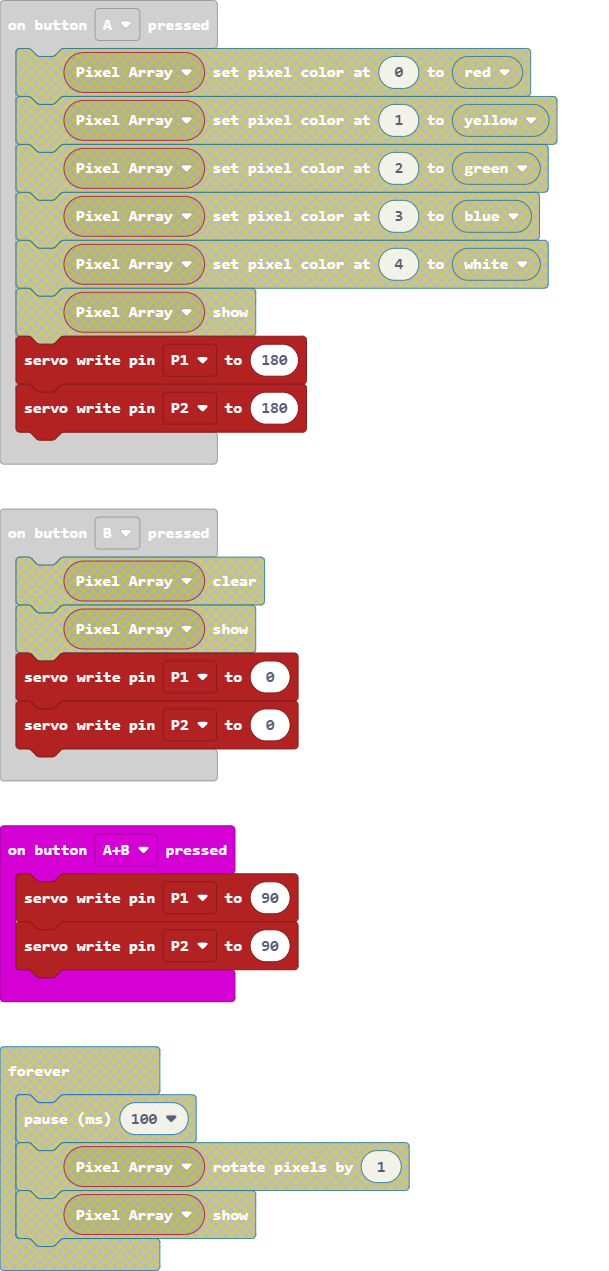 on button A pressed
Pixel Array set pixel color at 0 to red
Pixel Array set pixel color at 1 to yellow
Pixel Array set pixel color at 2 to green
Pixel Array set pixel color at 3 to blue
Pixel Array set pixel color at 4 to white
Pixel Array show
servo write pin P1 to 180
servo write pin P2 to 180
on button B pressed
Pixel Array clear
Pixel Array show
servo write pin P1 to 0
servo write pin P2 to 0
on button A+B pressed
servo write pin P1 to 90
servo write pin P2 to 90
forever
pause (ms) 100
Pixel Array rotate pixels by 1
Pixel Array show